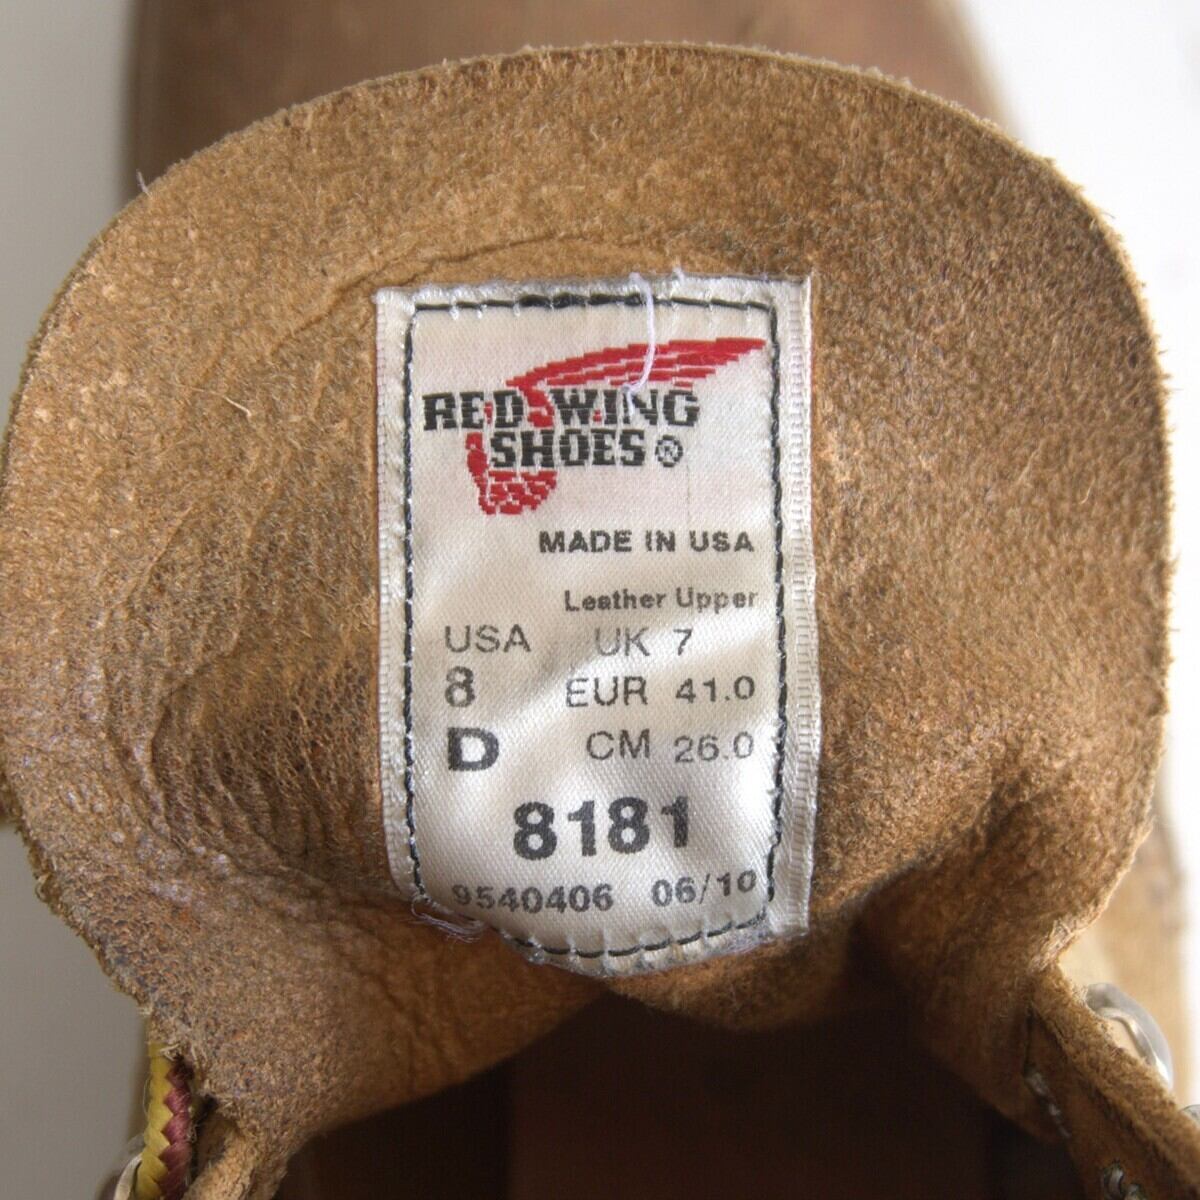 RED WING
SHOES®
MADE IN USA
Leather Upper
USA UK 7
8 EUR 41.0
D CM 26.0
8181
9540406 06/10